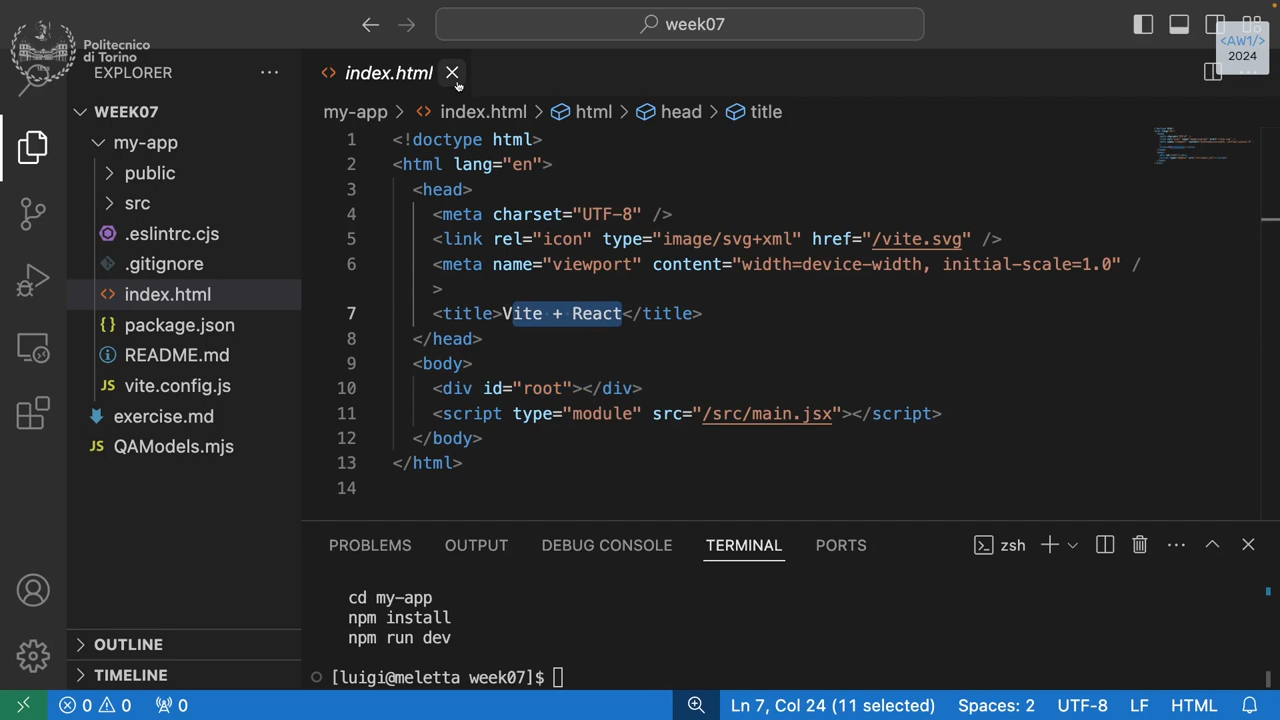 week07
Politecnico
di Torino
<AW1/>
2024
EXPLORER
WEEK07
my-app
public
src
.eslintrc.cjs
.gitignore
index.html
package.json
README.md
JS vite.config.js
exercise.md
JS QAModels.mjs
OUTLINE
TIMELINE
index.html
my-app > index.html > html > head > title
1 <!doctype html>
2 <html lang="en">
3 <head>
4 <meta charset="UTF-8" />
5 <link rel="icon" type="image/svg+xml" href="/vite.svg" />
6 <meta name="viewport" content="width=device-width, initial-scale=1.0" /
>
7 <title>Vite + React</title>
8 </head>
9 <body>
10 <div id="root"></div>
11 <script type="module" src="/src/main.jsx"></script>
12 </body>
13 </html>
14
PROBLEMS OUTPUT DEBUG CONSOLE TERMINAL PORTS zsh
cd my-app
npm install
npm run dev
[luigi@meletta week07]$
0 0 0 Ln 7, Col 24 (11 selected) Spaces: 2 UTF-8 LF HTML